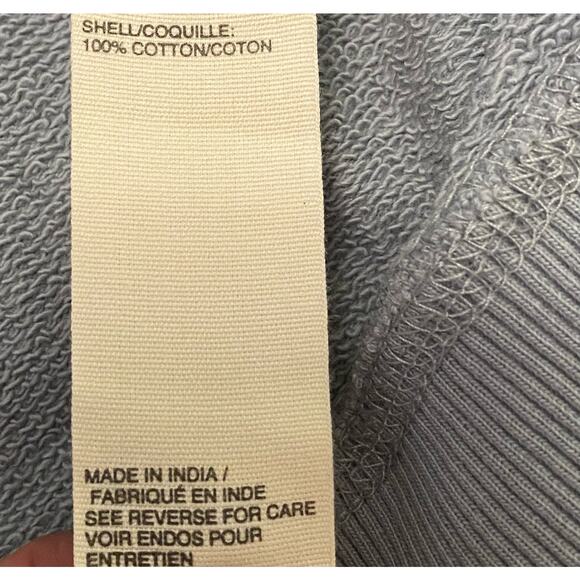 SHELL/COQUILLE:
100% COTTON/COTON
MADE IN INDIA /
FABRIQUÉ EN INDE
SEE REVERSE FOR CARE
VOIR ENDOS POUR
ENTRETIEN